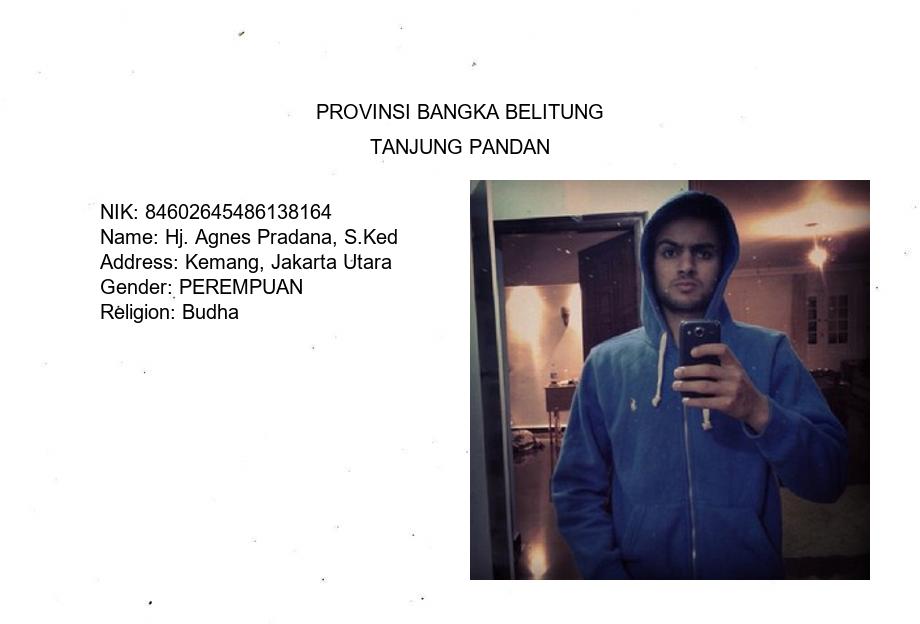 PROVINSI BANGKA BELITUNG
TANJUNG PANDAN
NIK: 84602645486138164
Name: Hj. Agnes Pradana, S.Ked
Address: Kemang, Jakarta Utara
Gender: PEREMPUAN
Religion: Budha